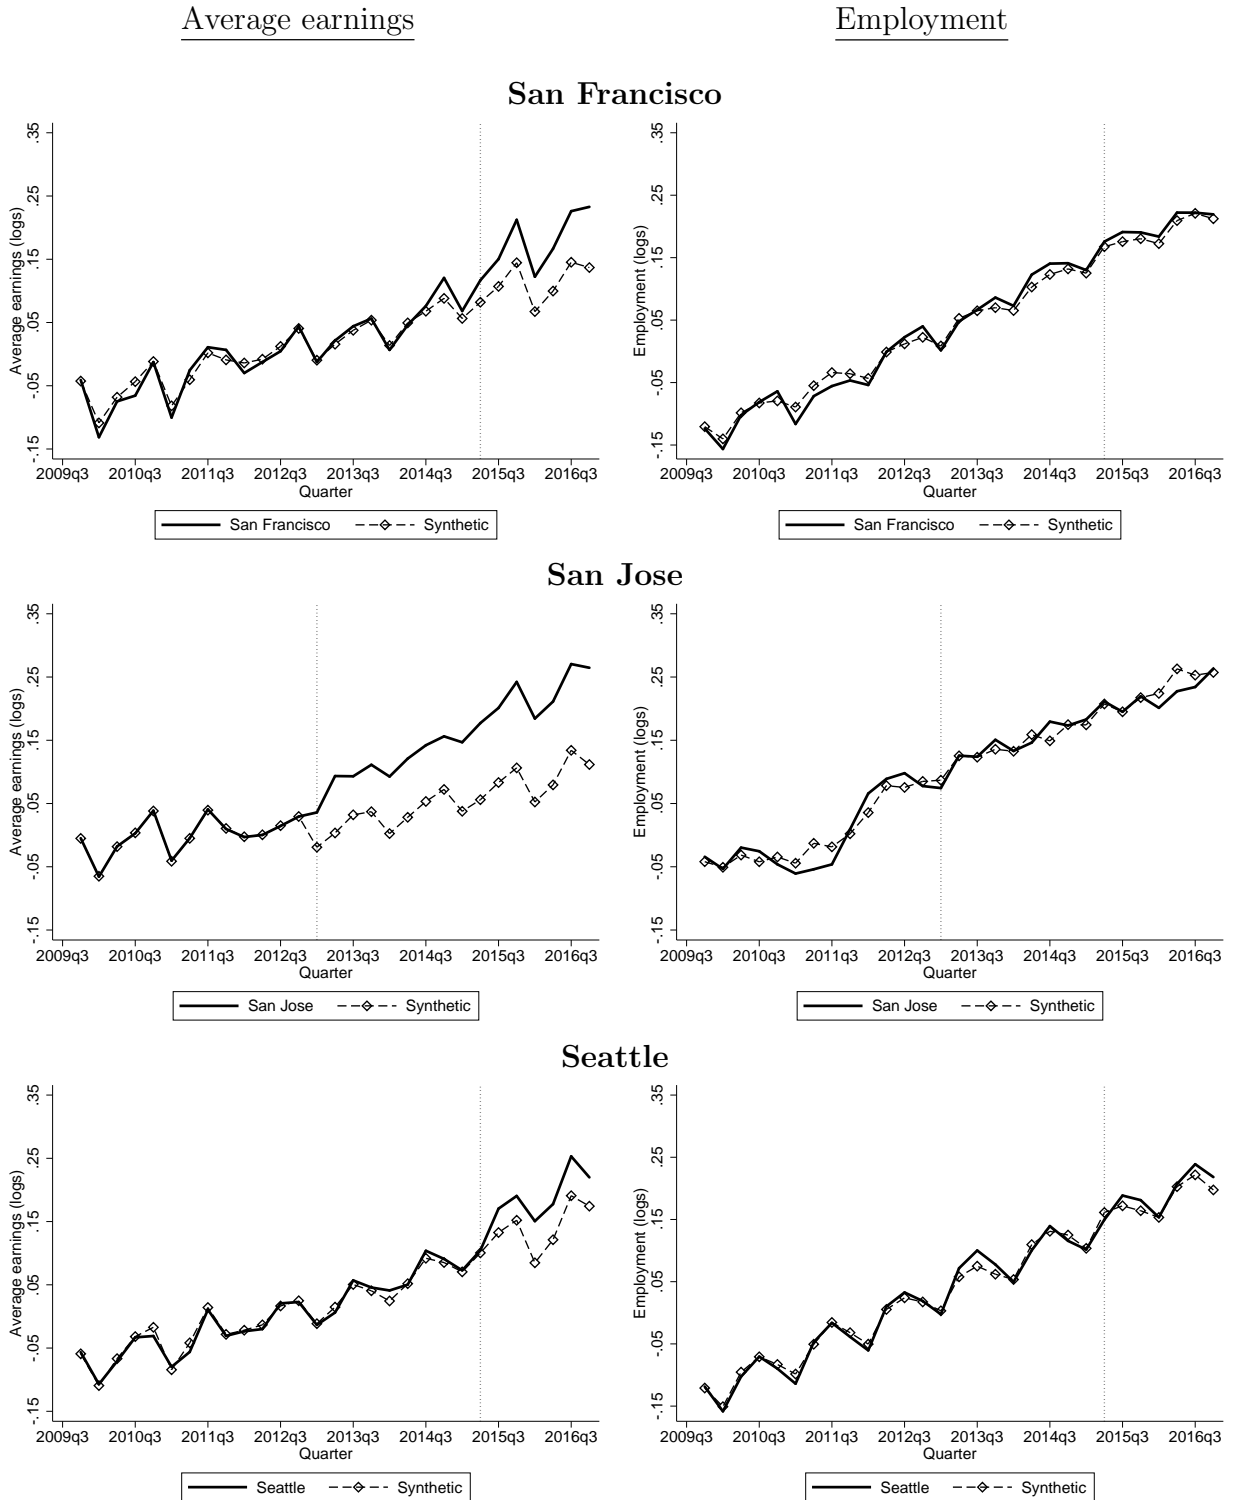 Average earnings
Employment
San Francisco
Average earnings (logs)
.35
.25
.15
.05
-.05
-.15
2009q3 2010q3 2011q3 2012q3 2013q3 2014q3 2015q3 2016q3
Quarter
San Francisco Synthetic
Employment (logs)
.35
.25
.15
.05
-.05
-.15
2009q3 2010q3 2011q3 2012q3 2013q3 2014q3 2015q3 2016q3
Quarter
San Francisco Synthetic
San Jose
Average earnings (logs)
.35
.25
.15
.05
-.05
-.15
2009q3 2010q3 2011q3 2012q3 2013q3 2014q3 2015q3 2016q3
Quarter
San Jose Synthetic
Employment (logs)
.35
.25
.15
.05
-.05
-.15
2009q3 2010q3 2011q3 2012q3 2013q3 2014q3 2015q3 2016q3
Quarter
San Jose Synthetic
Seattle
Average earnings (logs)
.35
.25
.15
.05
-.05
-.15
2009q3 2010q3 2011q3 2012q3 2013q3 2014q3 2015q3 2016q3
Quarter
Seattle Synthetic
Employment (logs)
.35
.25
.15
.05
-.05
-.15
2009q3 2010q3 2011q3 2012q3 2013q3 2014q3 2015q3 2016q3
Quarter
Seattle Synthetic